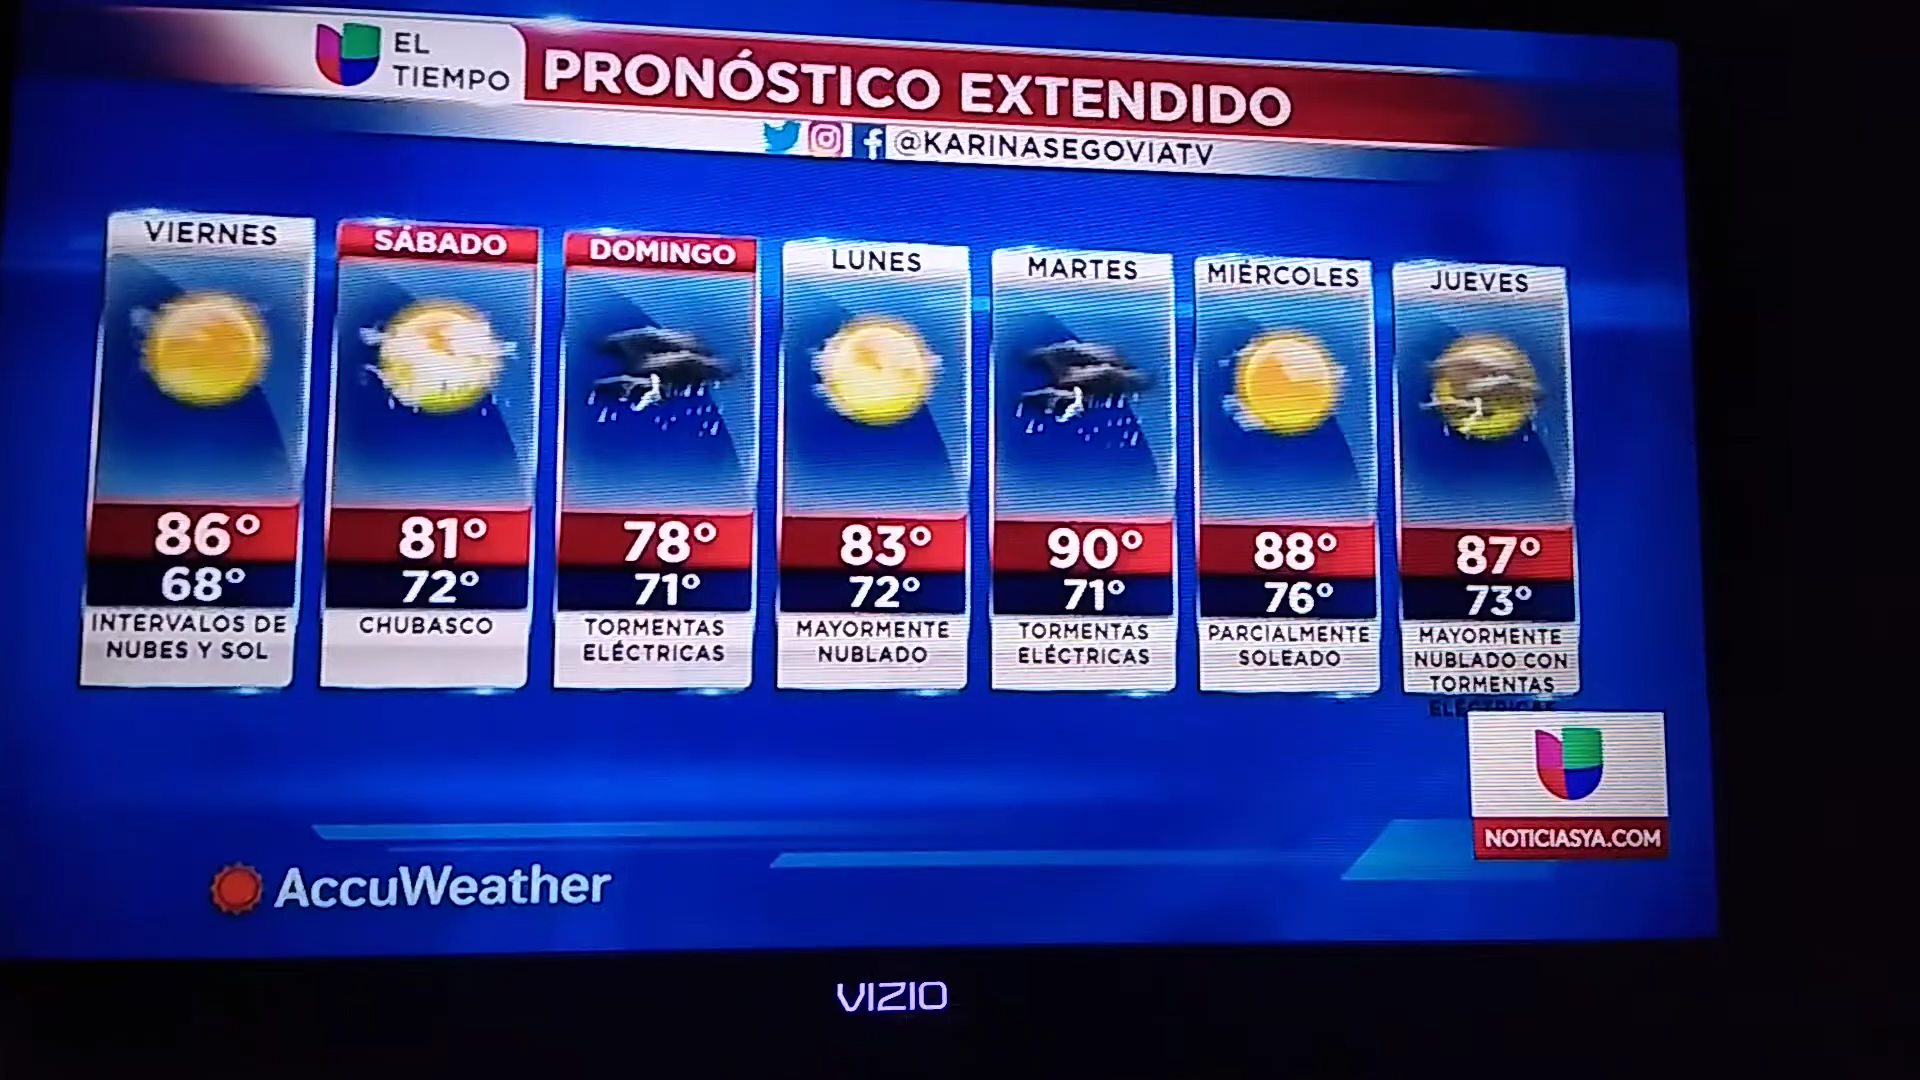 EL
TIEMPO
PRONÓSTICO EXTENDIDO
@KARINASEGOVIATV
VIERNES
86°
68°
INTERVALOS DE
NUBES Y SOL
SÁBADO
81°
72°
CHUBASCO
DOMINGO
78°
71°
TORMENTAS
ELÉCTRICAS
LUNES
83°
72°
MAYORMENTE
NUBLADO
MARTES
90°
71°
TORMENTAS
ELÉCTRICAS
MIÉRCOLES
88°
76°
PARCIALMENTE
SOLEADO
JUEVES
87°
73°
MAYORMENTE
NUBLADO CON
TORMENTAS
ELÉCTRICAS
NOTICIASYA.COM
AccuWeather
VIZIO